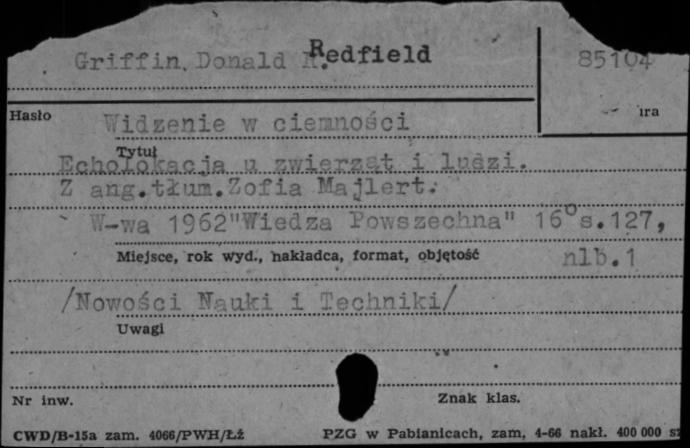 Griffin, Donald R. Redfield 85104
Hasło Widzenie w ciemności ira
Tytuł
Echolokacja u zwierząt i ludzi.
Z ang.tłum.Zofia Majlert.
W-wa 1962"Wiedza Powszechna" 16° s.127,
Miejsce, rok wyd., nakładca, format, objętość nlb.1
/Nowości Nauki i Techniki/
Uwagi
Nr inw. Znak klas.
CWD/B-15a zam. 4066/PWH/Łż PZG w Pabianicach, zam, 4-66 nakł. 400 000 sz